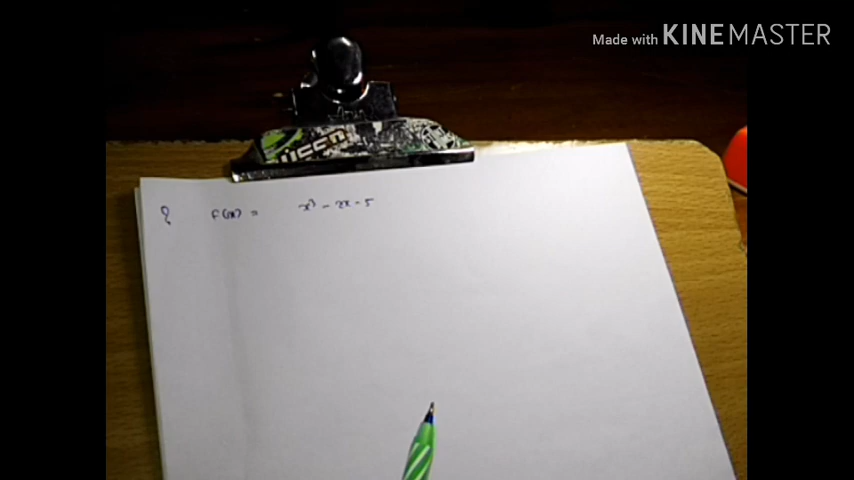 Made with KINEMASTER
Q f(x) = x³ - 2x - 5